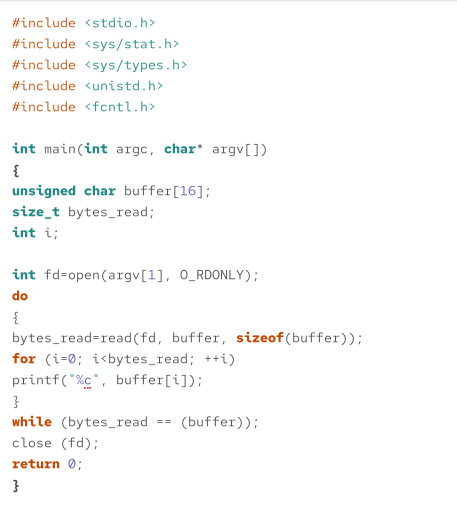 #include <stdio.h>
#include <sys/stat.h>
#include <sys/types.h>
#include <unistd.h>
#include <fcntl.h>
int main(int argc, char* argv[])
{
unsigned char buffer[16];
size_t bytes_read;
int i;
int fd=open(argv[1], O_RDONLY);
do
{
bytes_read=read(fd, buffer, sizeof(buffer));
for (i=0; i<bytes_read; ++i)
printf("%c", buffer[i]);
}
while (bytes_read == (buffer));
close (fd);
return 0;
}